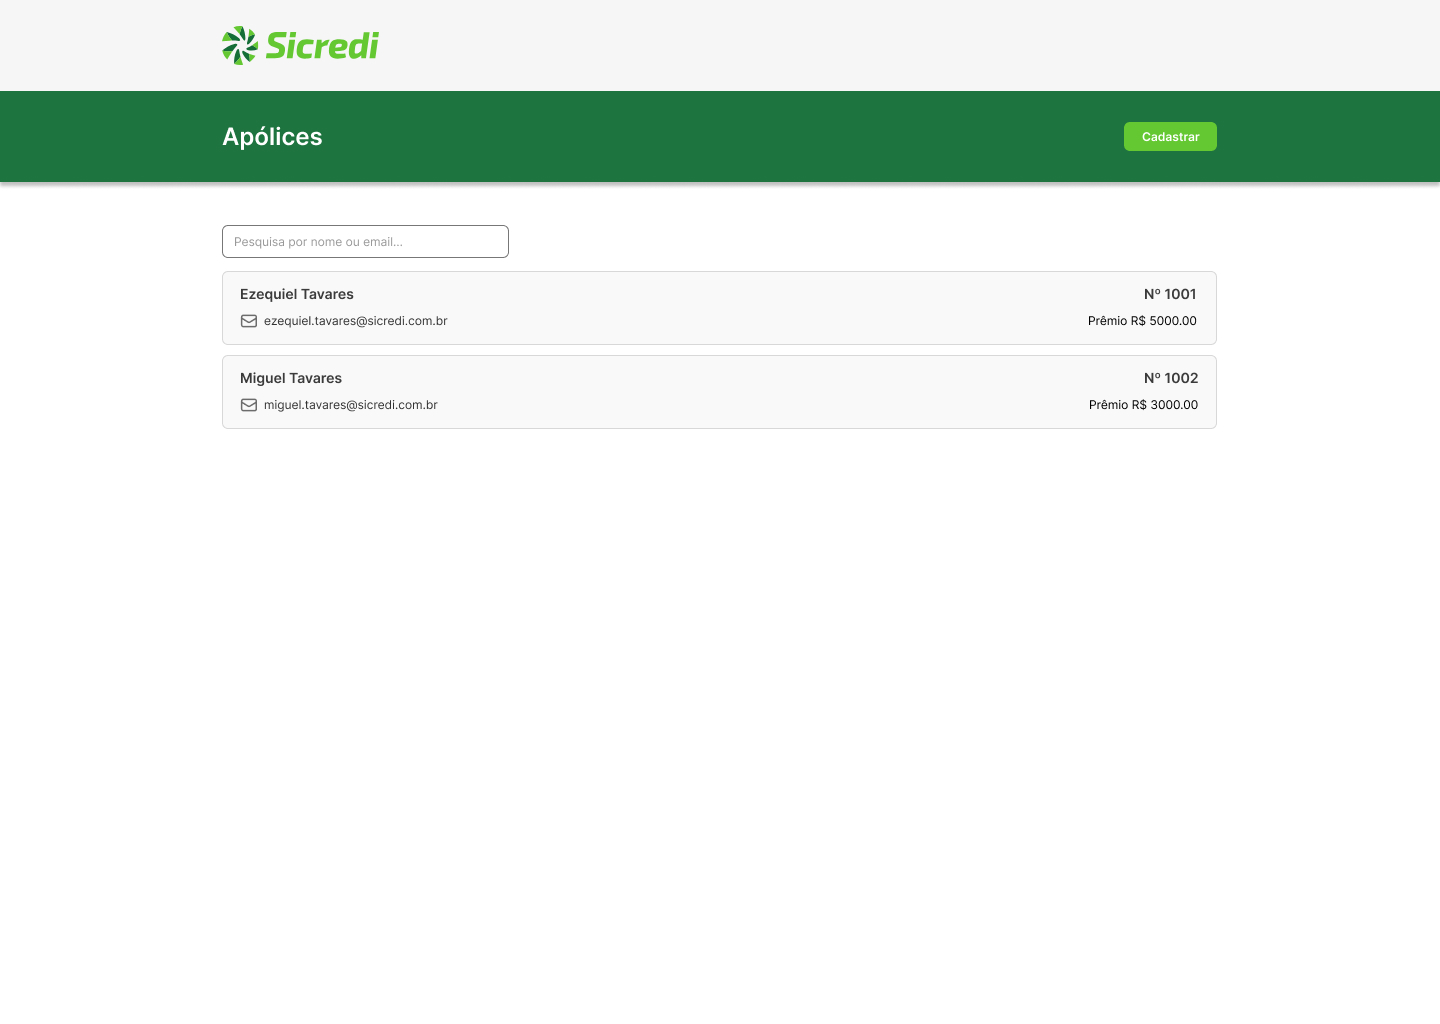 Sicredi
Apólices
Cadastrar
Pesquisa por nome ou email...
Ezequiel Tavares
Nº 1001
ezequiel.tavares@sicredi.com.br
Prêmio R$ 5000.00
Miguel Tavares
Nº 1002
miguel.tavares@sicredi.com.br
Prêmio R$ 3000.00